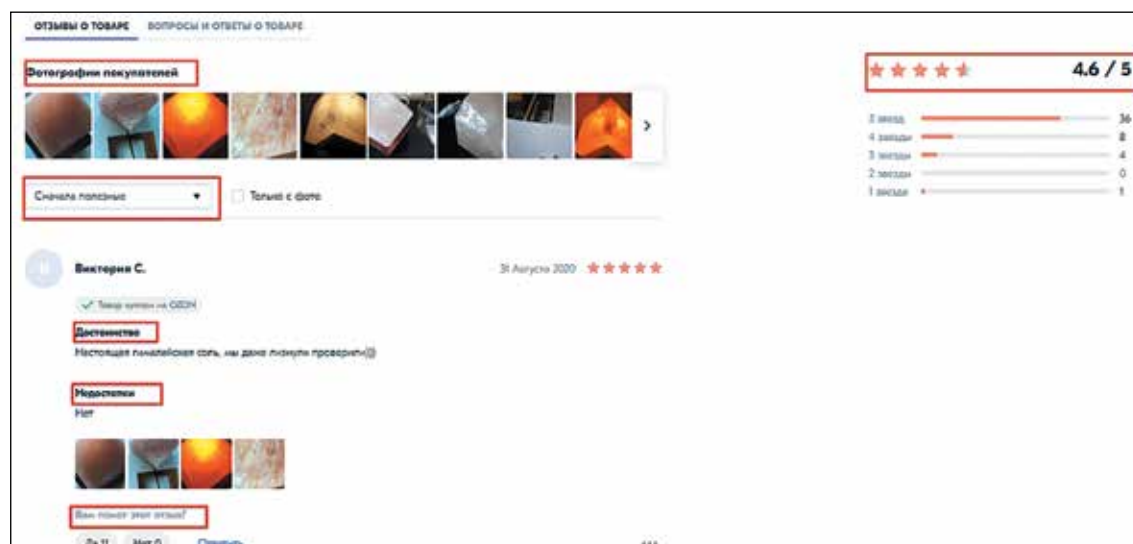 ОТЗЫВЫ О ТОВАРЕ ВОПРОСЫ И ОТВЕТЫ О ТОВАРЕ
Фотографии покупателей
4.6 / 5
5 звезд 36
4 звезды 8
3 звезды 4
2 звезды 0
1 звезда 1
Сначала полезные Только с фото
Виктория С. 31 Августа 2020
Товар куплен на OZON
Достоинства
Настоящая гималайская соль, мы даже лизнули проверили)))
Недостатки
Нет
Вам помог этот отзыв?
Да 11 Нет 0 Ответить